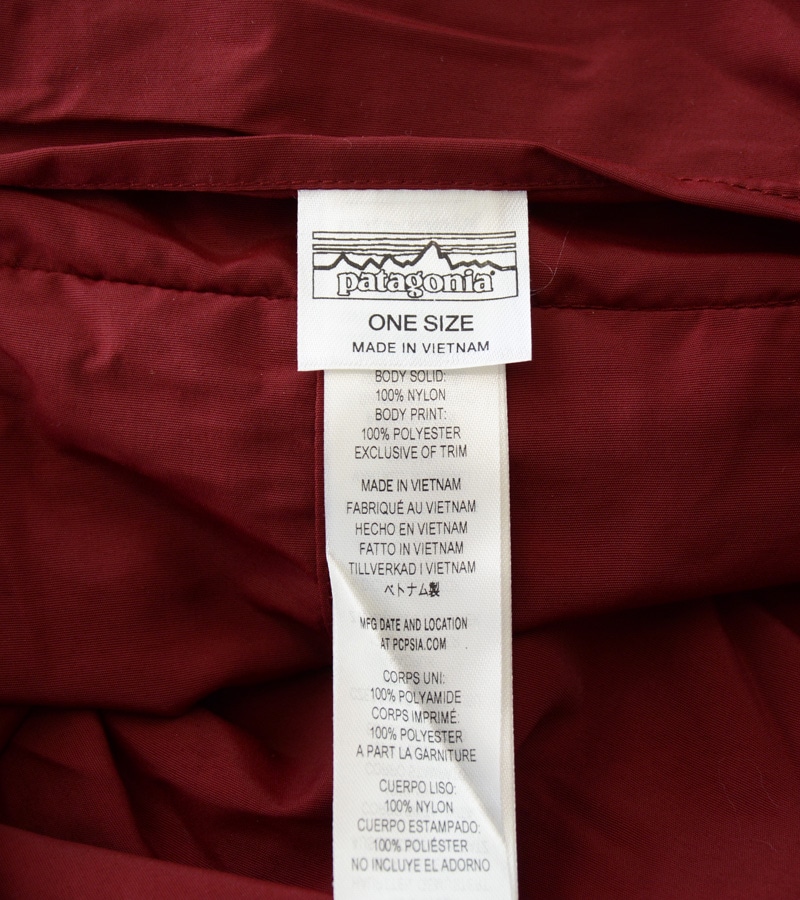 patagonia
ONE SIZE
MADE IN VIETNAM
BODY SOLID:
100% NYLON
BODY PRINT:
100% POLYESTER
EXCLUSIVE OF TRIM
MADE IN VIETNAM
FABRIQUÉ AU VIETNAM
HECHO EN VIETNAM
FATTO IN VIETNAM
TILLVERKAD I VIETNAM
ベトナム製
MFG DATE AND LOCATION
AT PCPSIA.COM
CORPS UNI:
100% POLYAMIDE
CORPS IMPRIMÉ:
100% POLYESTER
A PART LA GARNITURE
CUERPO LISO:
100% NYLON
CUERPO ESTAMPADO:
100% POLIÉSTER
NO INCLUYE EL ADORNO